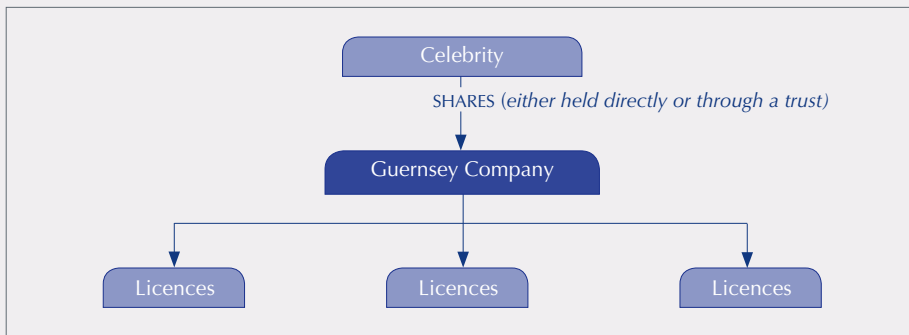 Celebrity
SHARES (either held directly or through a trust)
Guernsey Company
Licences
Licences
Licences